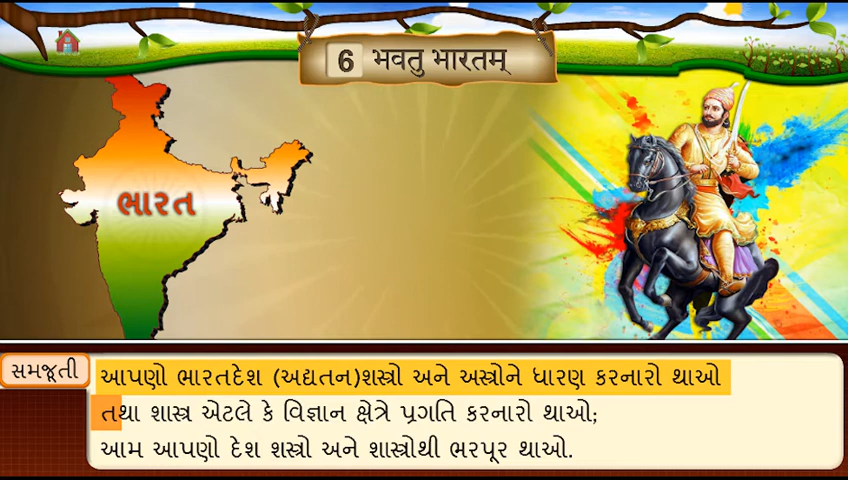 6 भवतु भारतम्
ભારત
સમજૂતી
આપણો ભારતદેશ (અદ્યતન)શસ્ત્રો અને અસ્ત્રોને ધારણ કરનારો થાઓ
તથા શાસ્ત્ર એટલે કે વિજ્ઞાન ક્ષેત્રે પ્રગતિ કરનારો થાઓ;
આમ આપણો દેશ શસ્ત્રો અને શાસ્ત્રોથી ભરપૂર થાઓ.